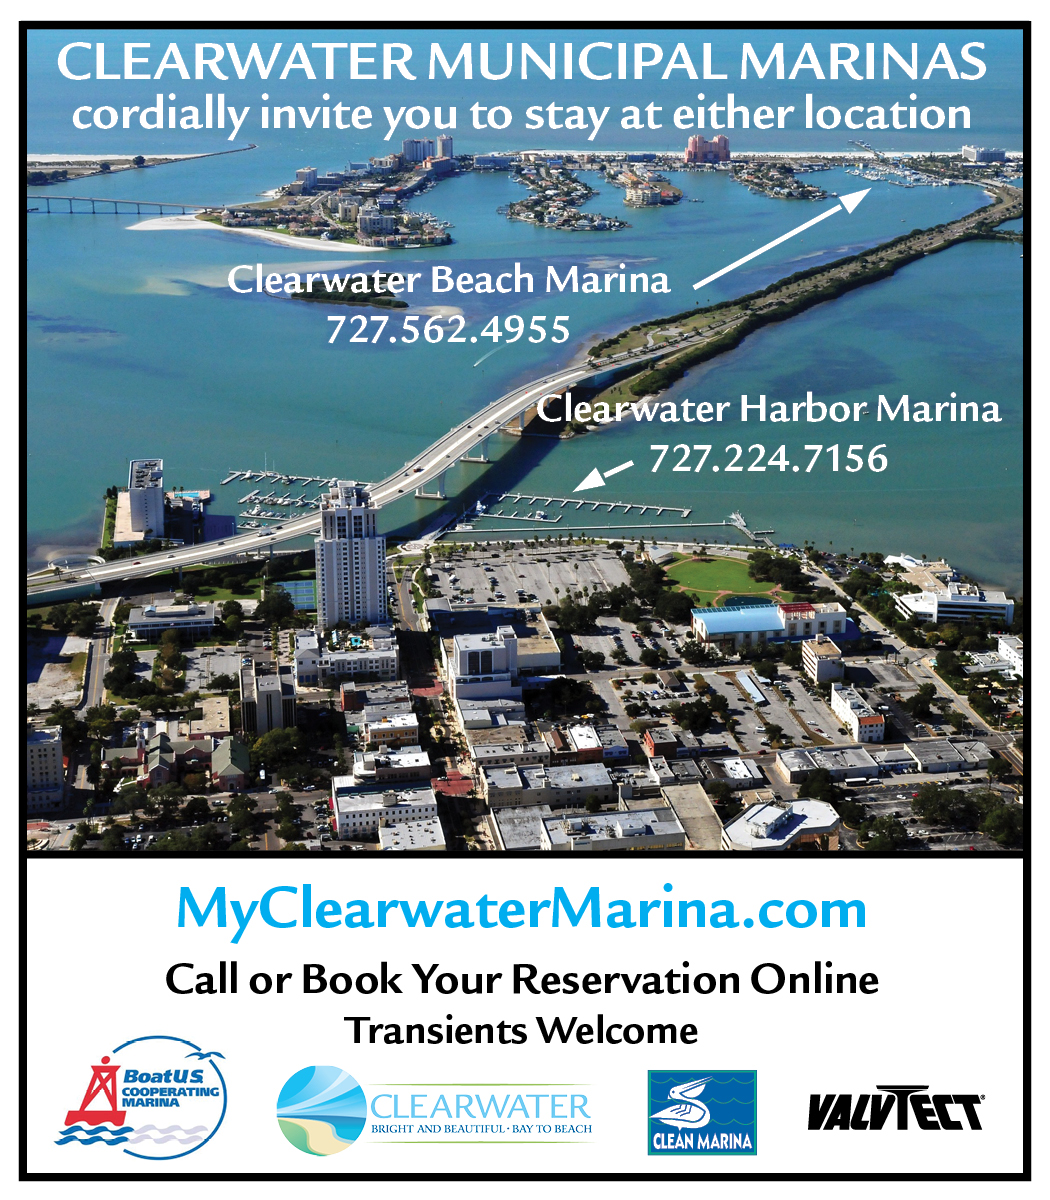 CLEARWATER MUNICIPAL MARINAS
cordially invite you to stay at either location
Clearwater Beach Marina
727.562.4955
Clearwater Harbor Marina
727.224.7156
MyClearwaterMarina.com
Call or Book Your Reservation Online
Transients Welcome
BoatUS
COOPERATING
MARINA
CLEARWATER
BRIGHT AND BEAUTIFUL · BAY TO BEACH
CLEAN MARINA
VALVTECT®